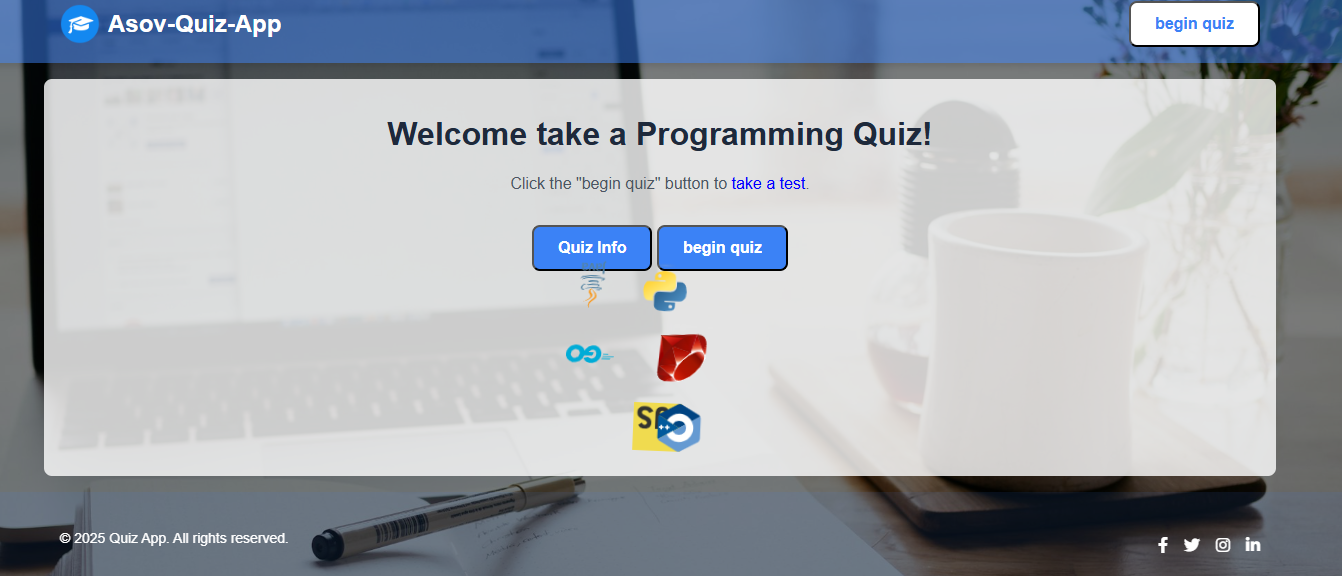 Asov-Quiz-App
begin quiz
Welcome take a Programming Quiz!
Click the "begin quiz" button to take a test.
Quiz Info
begin quiz
++
© 2025 Quiz App. All rights reserved.